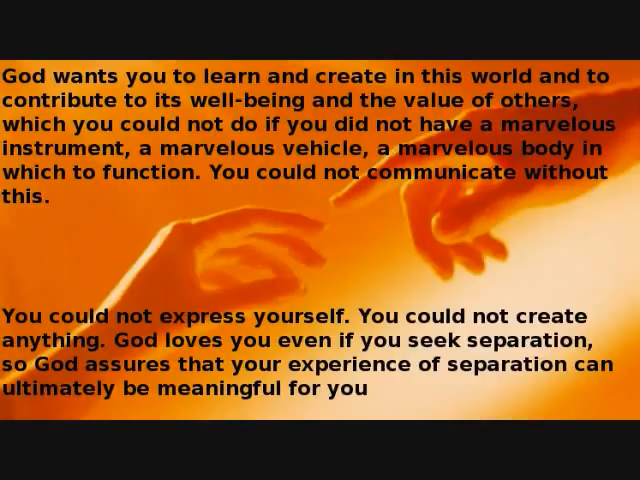 God wants you to learn and create in this world and to
contribute to its well-being and the value of others,
which you could not do if you did not have a marvelous
instrument, a marvelous vehicle, a marvelous body in
which to function. You could not communicate without
this.
You could not express yourself. You could not create
anything. God loves you even if you seek separation,
so God assures that your experience of separation can
ultimately be meaningful for you